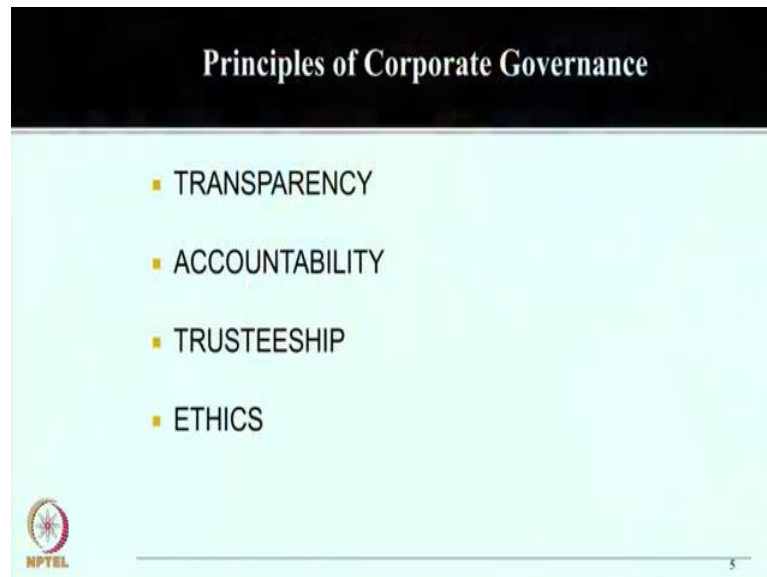 Principles of Corporate Governance
TRANSPARENCY
ACCOUNTABILITY
TRUSTEESHIP
ETHICS
NPTEL
5